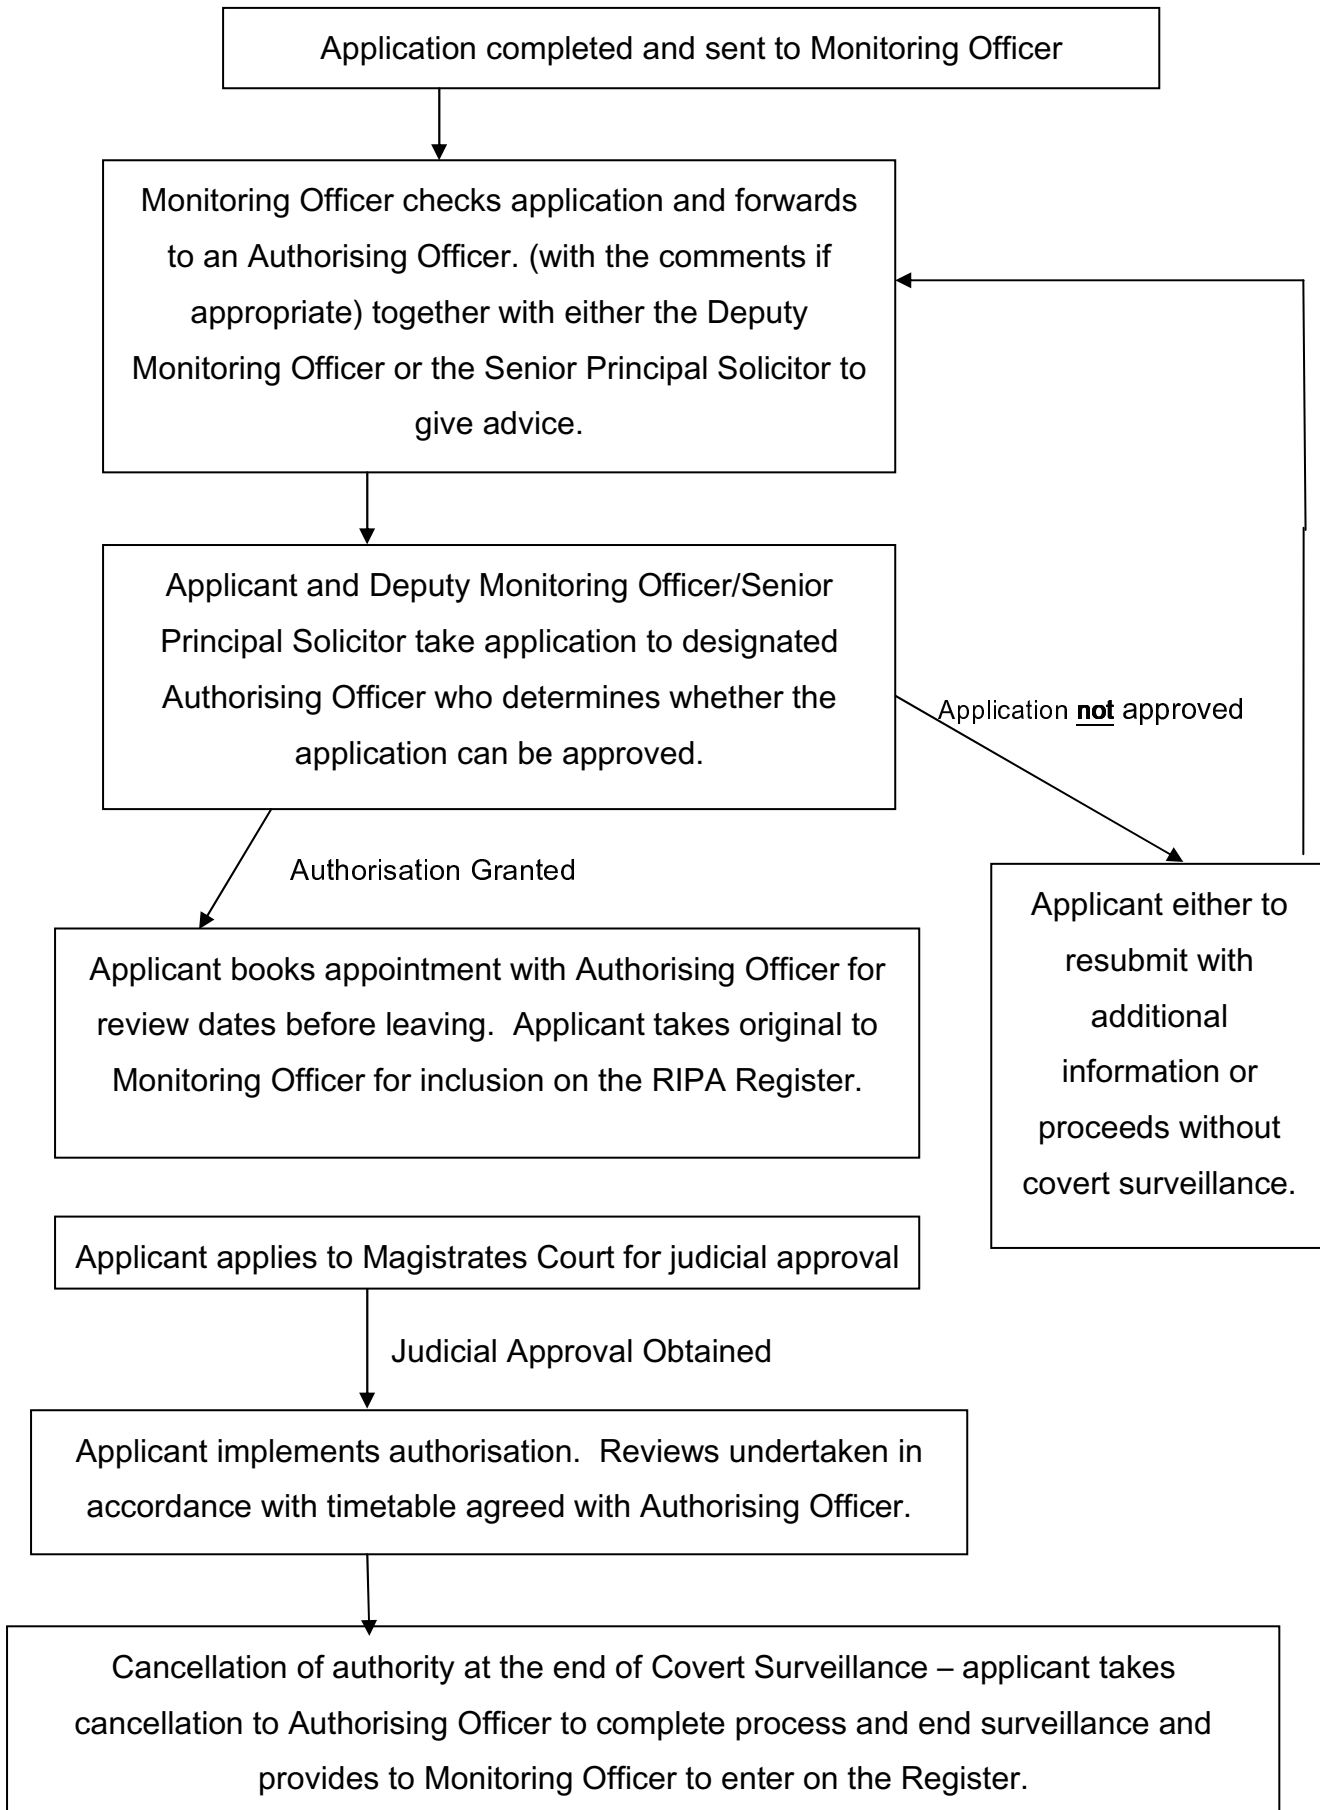 Application completed and sent to Monitoring Officer
Monitoring Officer checks application and forwards
to an Authorising Officer. (with the comments if
appropriate) together with either the Deputy
Monitoring Officer or the Senior Principal Solicitor to
give advice.
Applicant and Deputy Monitoring Officer/Senior
Principal Solicitor take application to designated
Authorising Officer who determines whether the
application can be approved.
Application not approved
Authorisation Granted
Applicant either to
resubmit with
additional
information or
proceeds without
covert surveillance.
Applicant books appointment with Authorising Officer for
review dates before leaving.  Applicant takes original to
Monitoring Officer for inclusion on the RIPA Register.
Applicant applies to Magistrates Court for judicial approval
Judicial Approval Obtained
Applicant implements authorisation.  Reviews undertaken in
accordance with timetable agreed with Authorising Officer.
Cancellation of authority at the end of Covert Surveillance – applicant takes
cancellation to Authorising Officer to complete process and end surveillance and
provides to Monitoring Officer to enter on the Register.